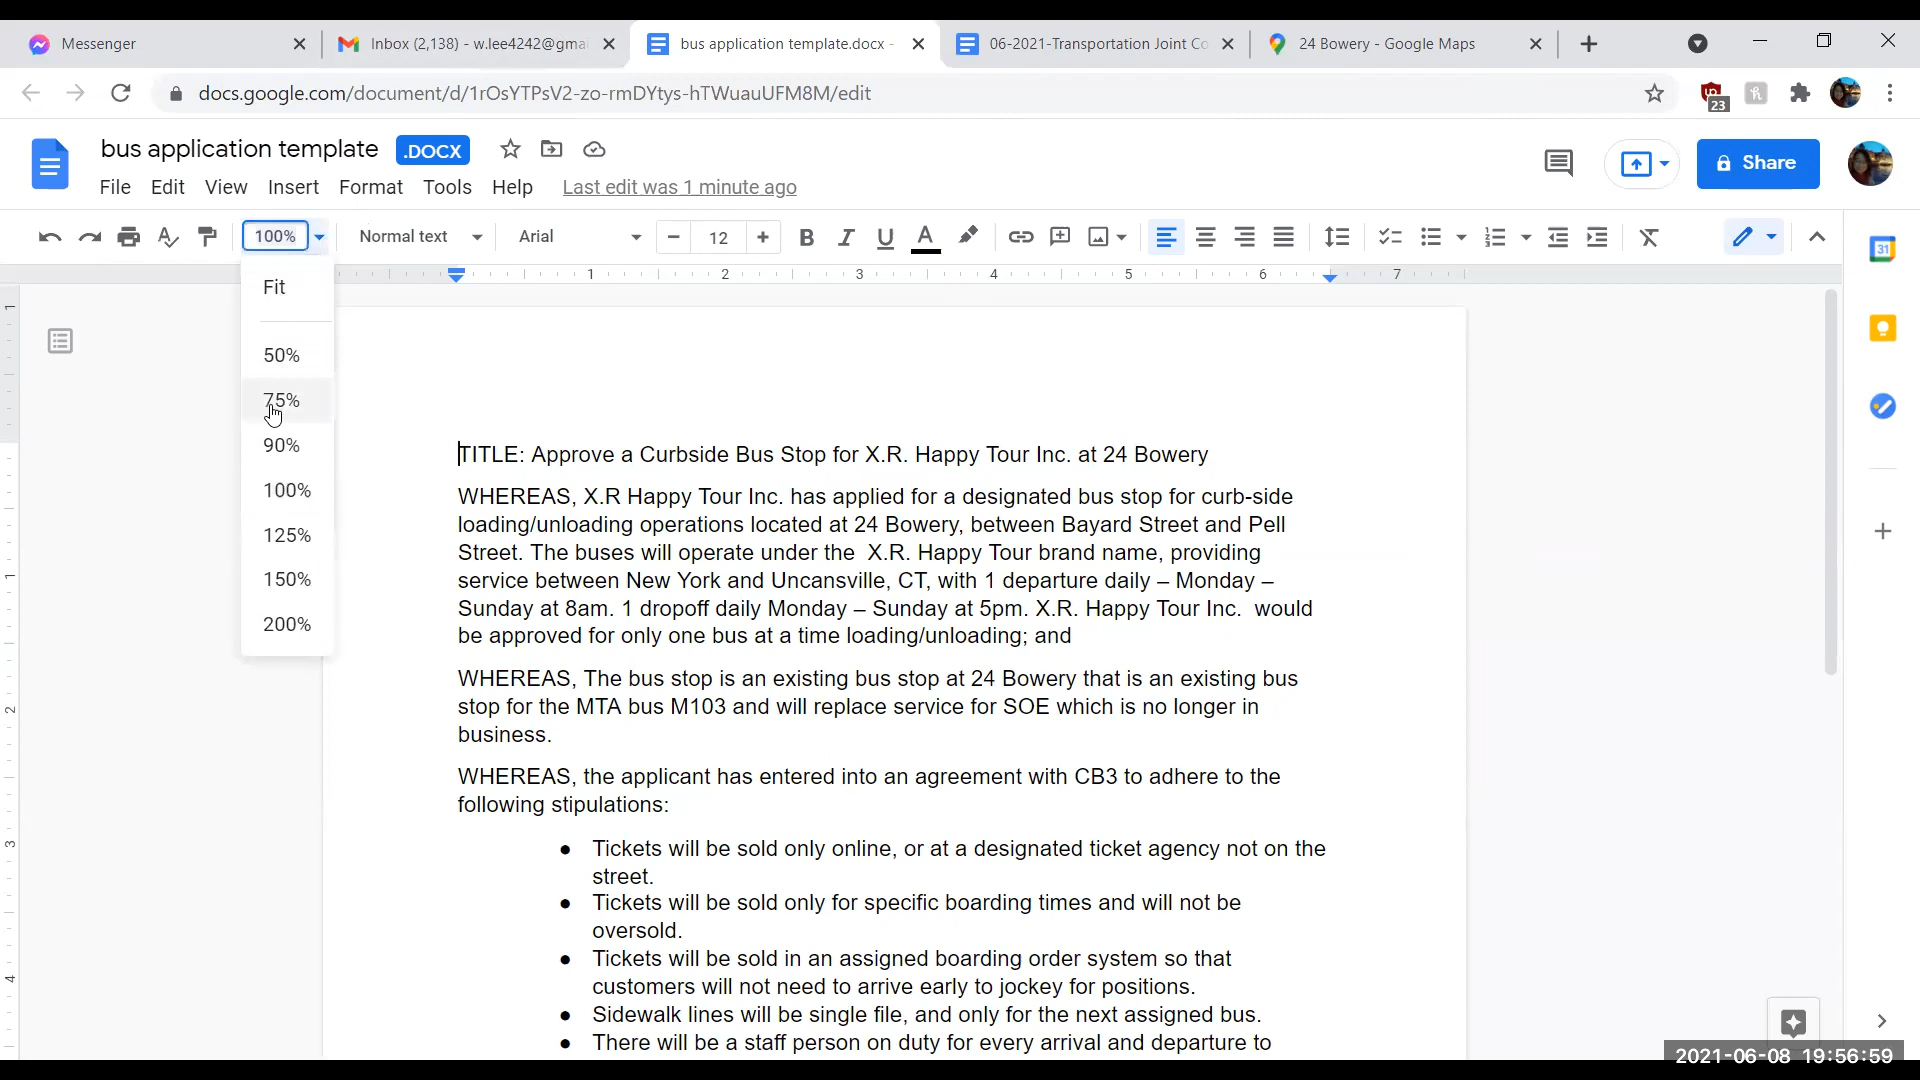 Messenger
Inbox (2,138) - w.lee4242@gmai
bus application template.docx -
06-2021-Transportation Joint Co
24 Bowery - Google Maps
docs.google.com/document/d/1rOsYTPsV2-zo-rmDYtys-hTWuauUFM8M/edit
23
bus application template .DOCX
Share
File Edit View Insert Format Tools Help Last edit was 1 minute ago
100% Normal text Arial 12 B I U A
31
1 2 3 4 5 6 7
Fit
50%
75%
90%
100%
125%
150%
200%
1
1
2
3
4
TITLE: Approve a Curbside Bus Stop for X.R. Happy Tour Inc. at 24 Bowery
WHEREAS, X.R Happy Tour Inc. has applied for a designated bus stop for curb-side
loading/unloading operations located at 24 Bowery, between Bayard Street and Pell
Street. The buses will operate under the X.R. Happy Tour brand name, providing
service between New York and Uncansville, CT, with 1 departure daily – Monday –
Sunday at 8am. 1 dropoff daily Monday – Sunday at 5pm. X.R. Happy Tour Inc. would
be approved for only one bus at a time loading/unloading; and
WHEREAS, The bus stop is an existing bus stop at 24 Bowery that is an existing bus
stop for the MTA bus M103 and will replace service for SOE which is no longer in
business.
WHEREAS, the applicant has entered into an agreement with CB3 to adhere to the
following stipulations:
● Tickets will be sold only online, or at a designated ticket agency not on the
street.
● Tickets will be sold only for specific boarding times and will not be
oversold.
● Tickets will be sold in an assigned boarding order system so that
customers will not need to arrive early to jockey for positions.
● Sidewalk lines will be single file, and only for the next assigned bus.
● There will be a staff person on duty for every arrival and departure to
2021-06-08 19:56:59